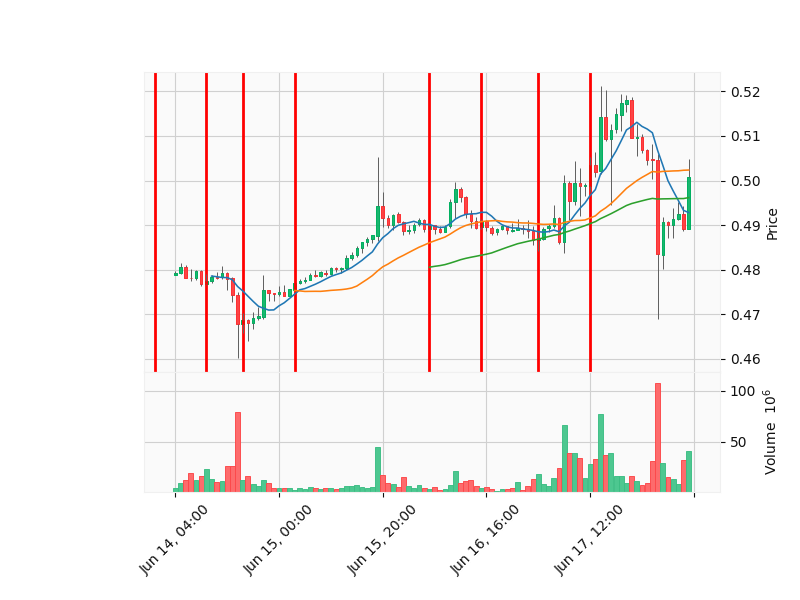 0.52
0.51
0.50
0.49
0.48
0.47
0.46
Price
100
50
Volume 10^6
Jun 14, 04:00
Jun 15, 00:00
Jun 15, 20:00
Jun 16, 16:00
Jun 17, 12:00